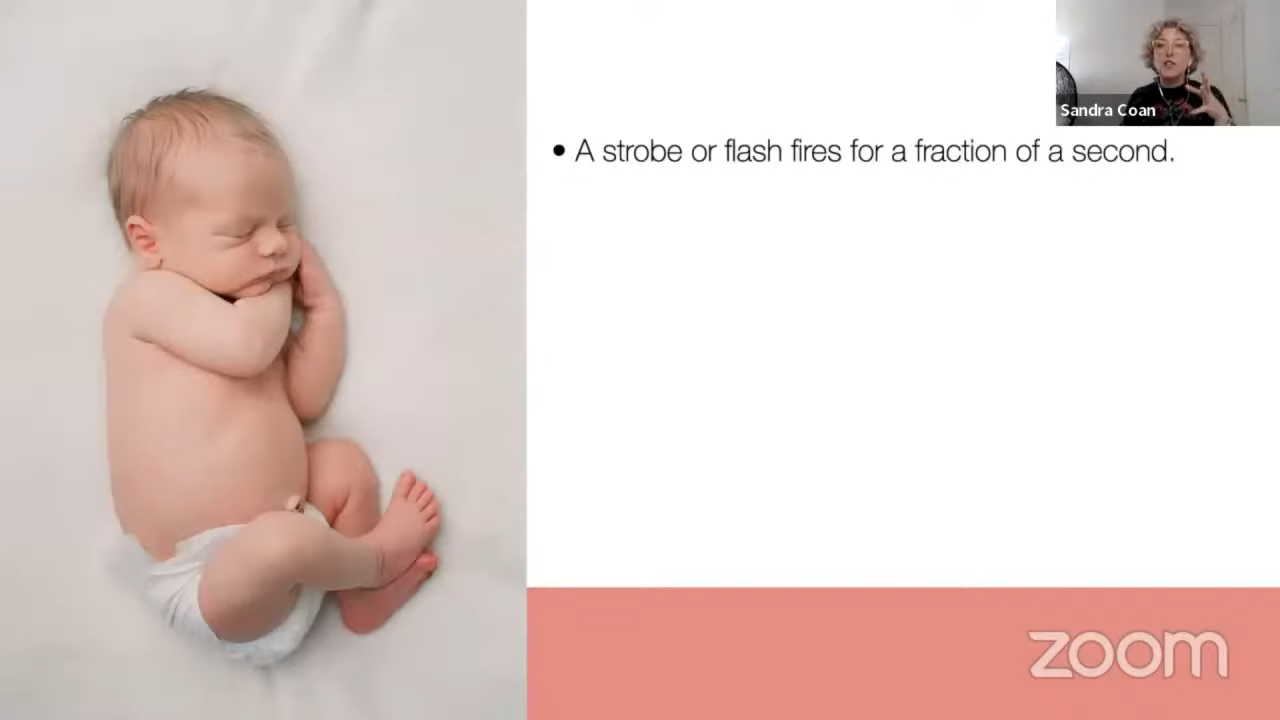 Sandra Coan
• A strobe or flash fires for a fraction of a second.
zoom